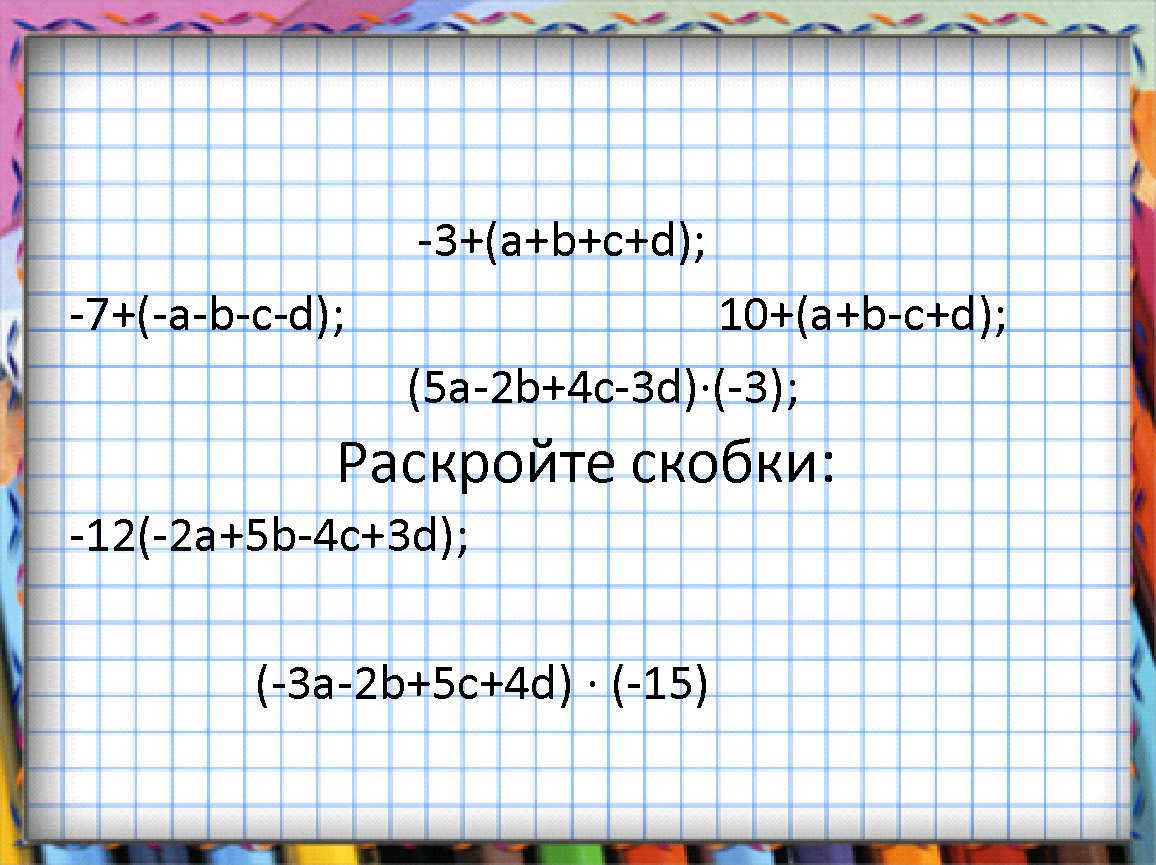 -3+(a+b+c+d);
-7+(-a-b-c-d); 10+(a+b-c+d);
(5a-2b+4c-3d)·(-3);
Раскройте скобки:
-12(-2a+5b-4c+3d);
(-3a-2b+5c+4d) · (-15)